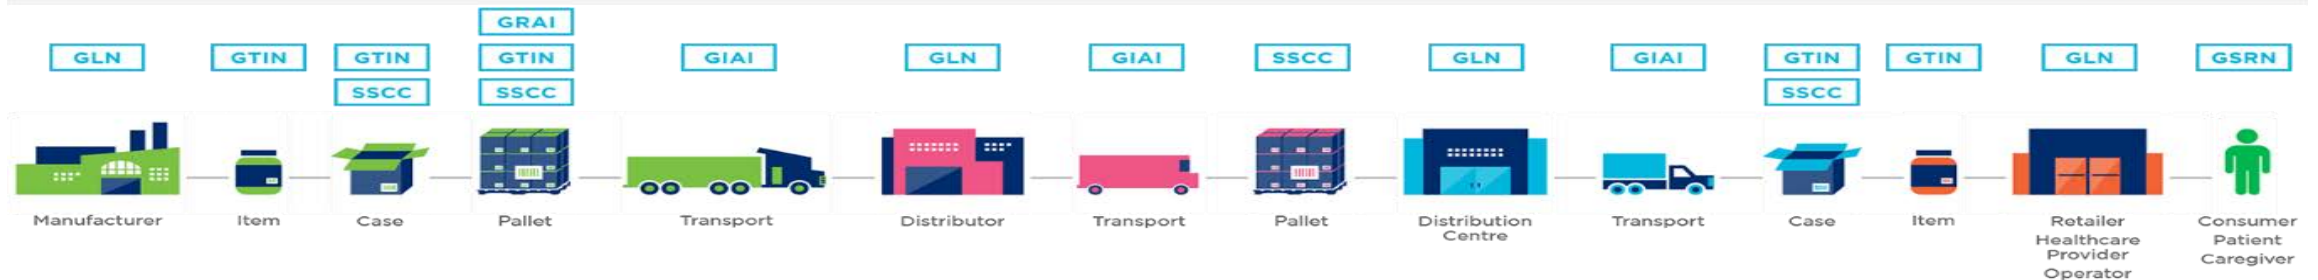 GRAI
GLN GTIN GTIN GTIN GIAI GLN GIAI SSCC GLN GIAI GTIN GTIN GLN GSRN
SSCC SSCC SSCC
Manufacturer Item Case Pallet Transport Distributor Transport Pallet Distribution Transport Case Item Retailer Consumer
Centre Healthcare Patient
Provider Caregiver
Operator